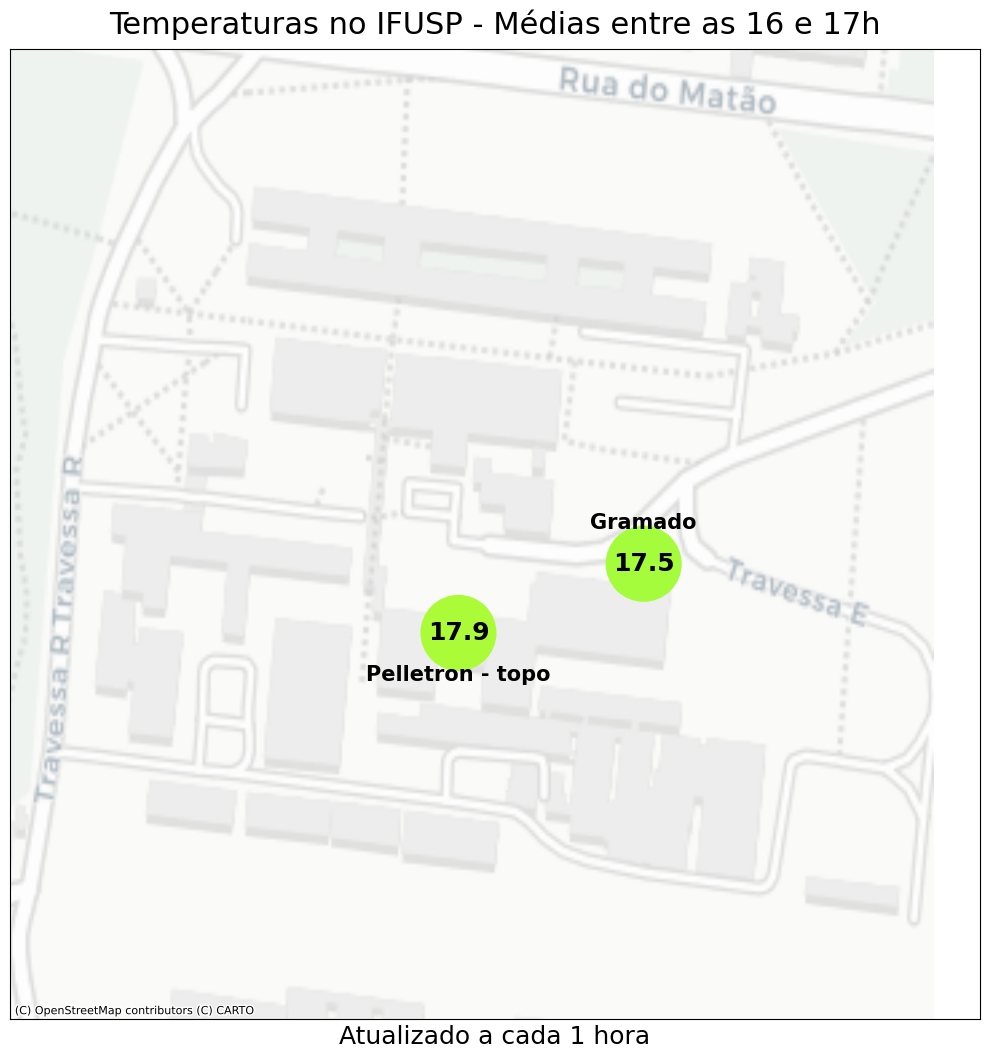 Temperaturas no IFUSP - Médias entre as 16 e 17h
Rua do Matão
Travessa R Travessa R
Gramado
17.5
Travessa E
17.9
Pelletron - topo
(C) OpenStreetMap contributors (C) CARTO
Atualizado a cada 1 hora